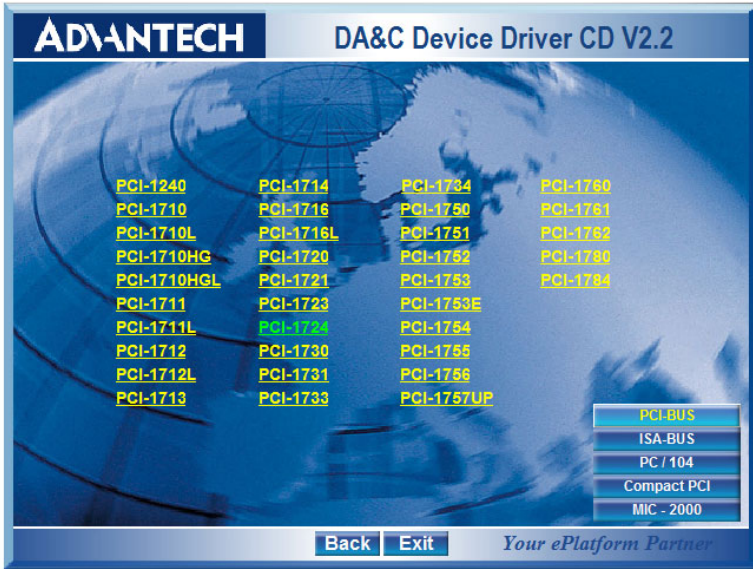 ADVANTECH
DA&C Device Driver CD V2.2
PCI-1240 PCI-1714 PCI-1734 PCI-1760
PCI-1710 PCI-1716 PCI-1750 PCI-1761
PCI-1710L PCI-1716L PCI-1751 PCI-1762
PCI-1710HG PCI-1720 PCI-1752 PCI-1780
PCI-1710HGL PCI-1721 PCI-1753 PCI-1784
PCI-1711 PCI-1723 PCI-1753E
PCI-1711L PCI-1724 PCI-1754
PCI-1712 PCI-1730 PCI-1755
PCI-1712L PCI-1731 PCI-1756
PCI-1713 PCI-1733 PCI-1757UP
PCI-BUS
ISA-BUS
PC / 104
Compact PCI
MIC - 2000
Back Exit Your ePlatform Partner